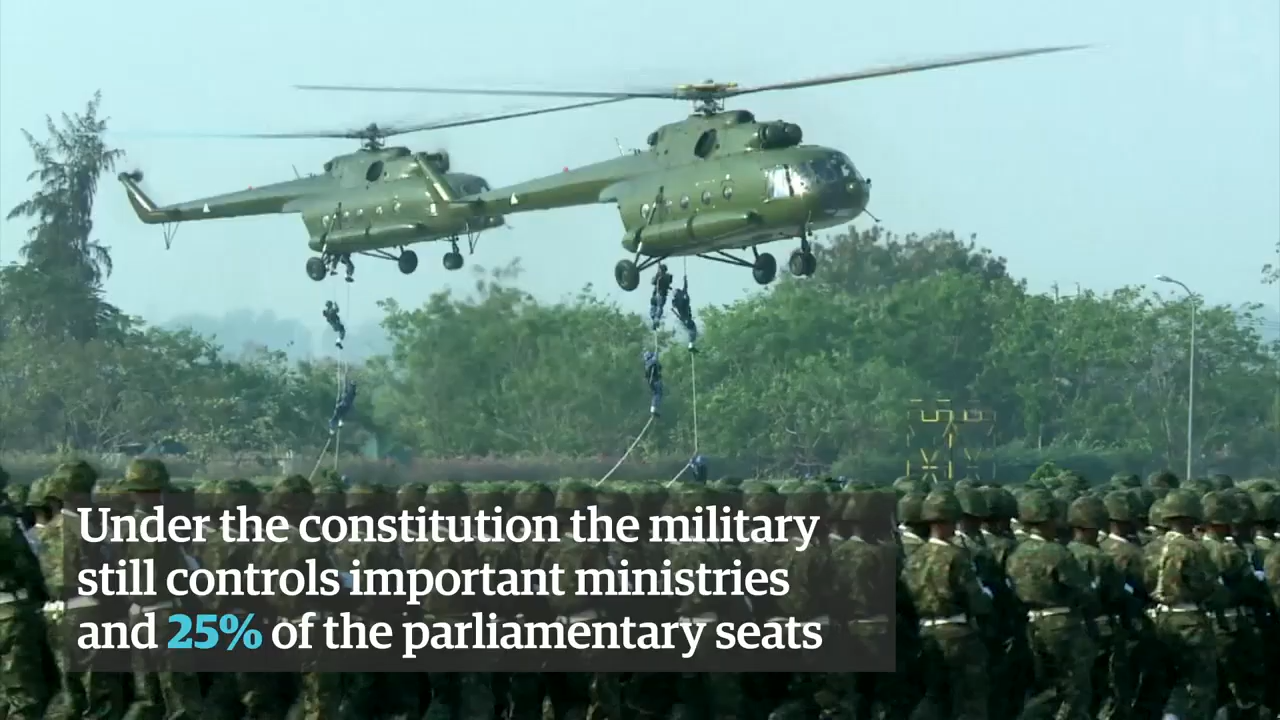 Under the constitution the military
still controls important ministries
and 25% of the parliamentary seats